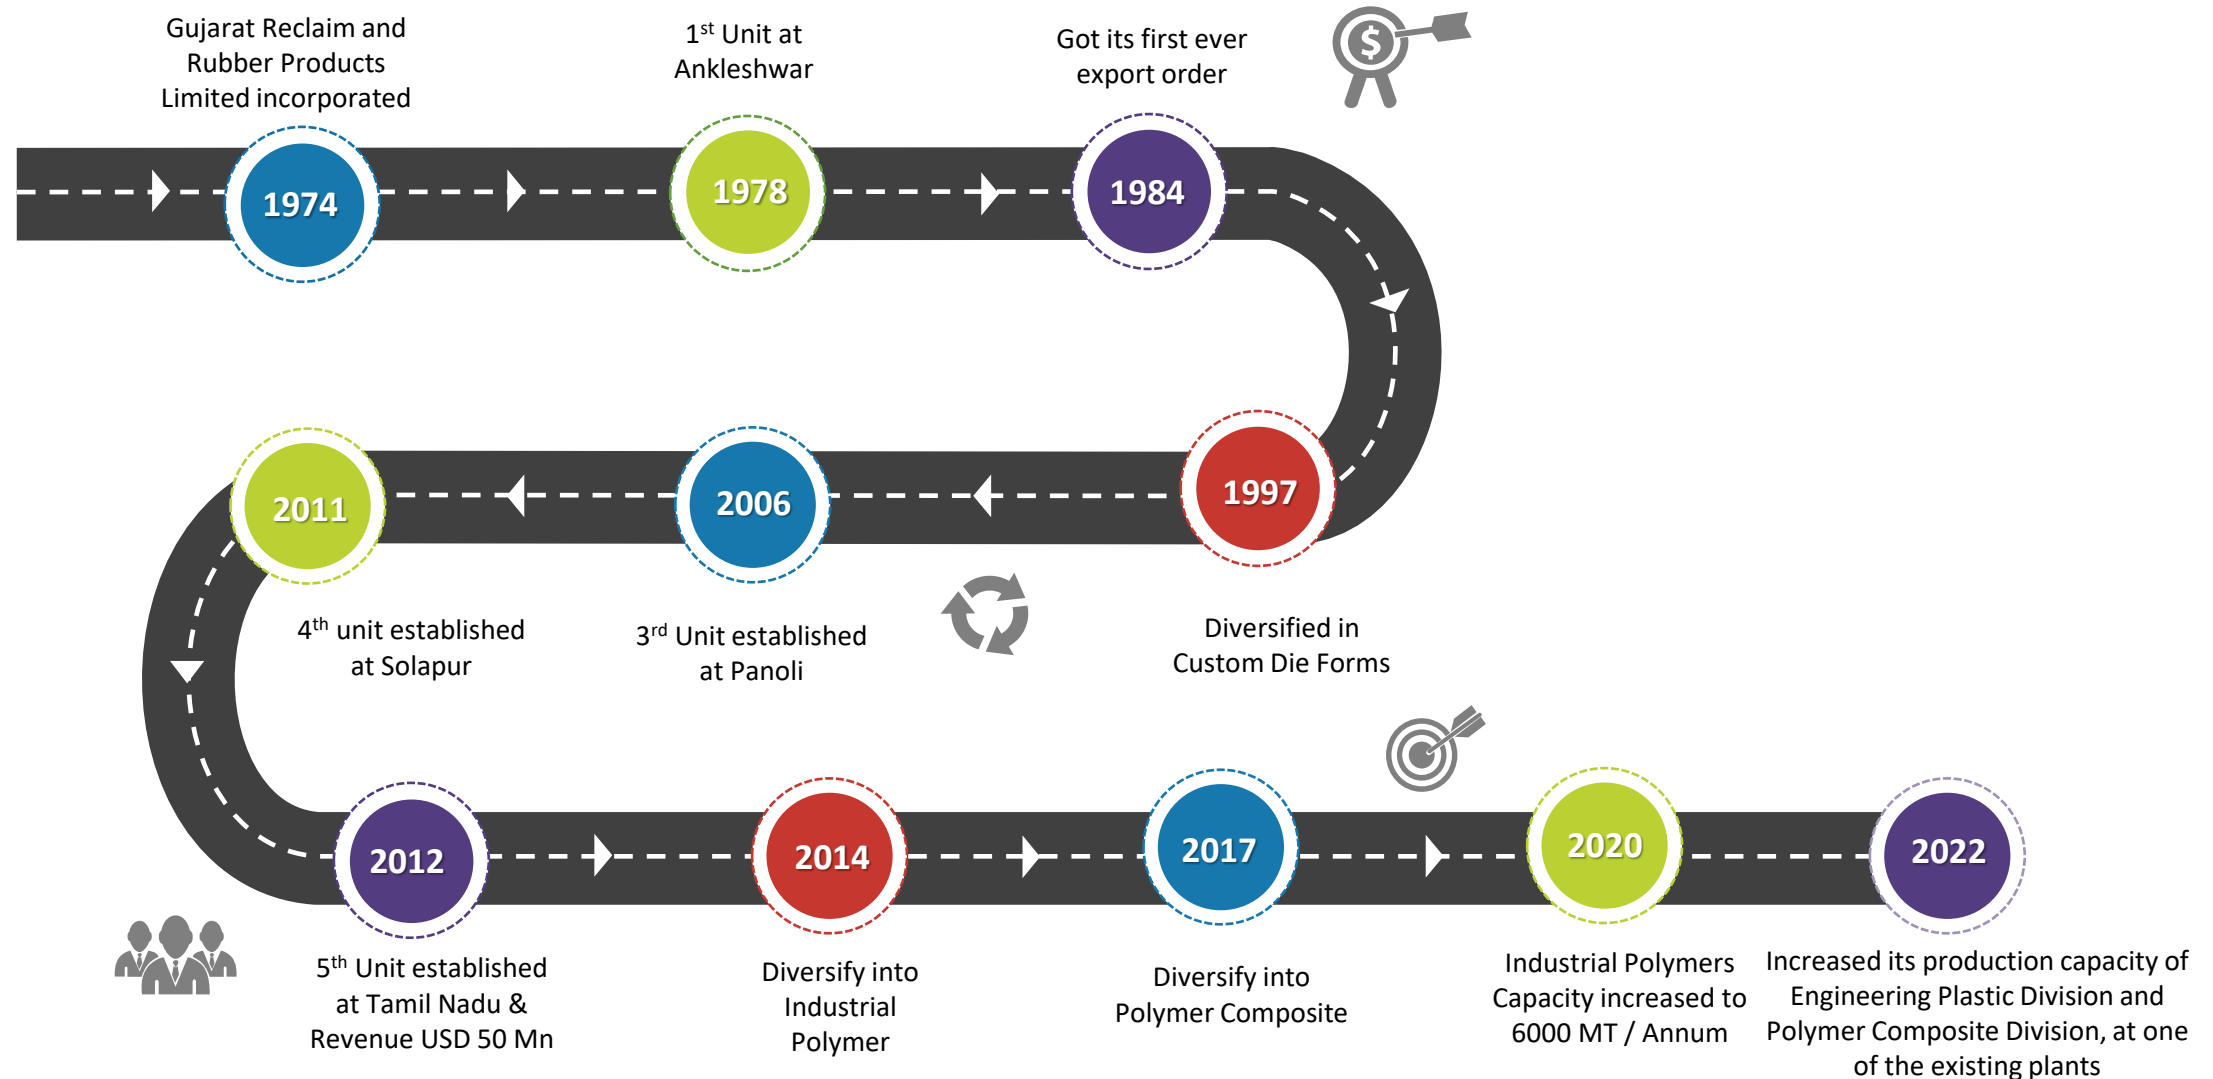 Gujarat Reclaim and
Rubber Products
Limited incorporated
1st Unit at
Ankleshwar
Got its first ever
export order
$
1974
1978
1984
2011
2006
1997
4th unit established
at Solapur
3rd Unit established
at Panoli
Diversified in
Custom Die Forms
2012
2014
2017
2020
2022
5th Unit established
at Tamil Nadu &
Revenue USD 50 Mn
Diversify into
Industrial
Polymer
Diversify into
Polymer Composite
Industrial Polymers
Capacity increased to
6000 MT / Annum
Increased its production capacity of
Engineering Plastic Division and
Polymer Composite Division, at one
of the existing plants